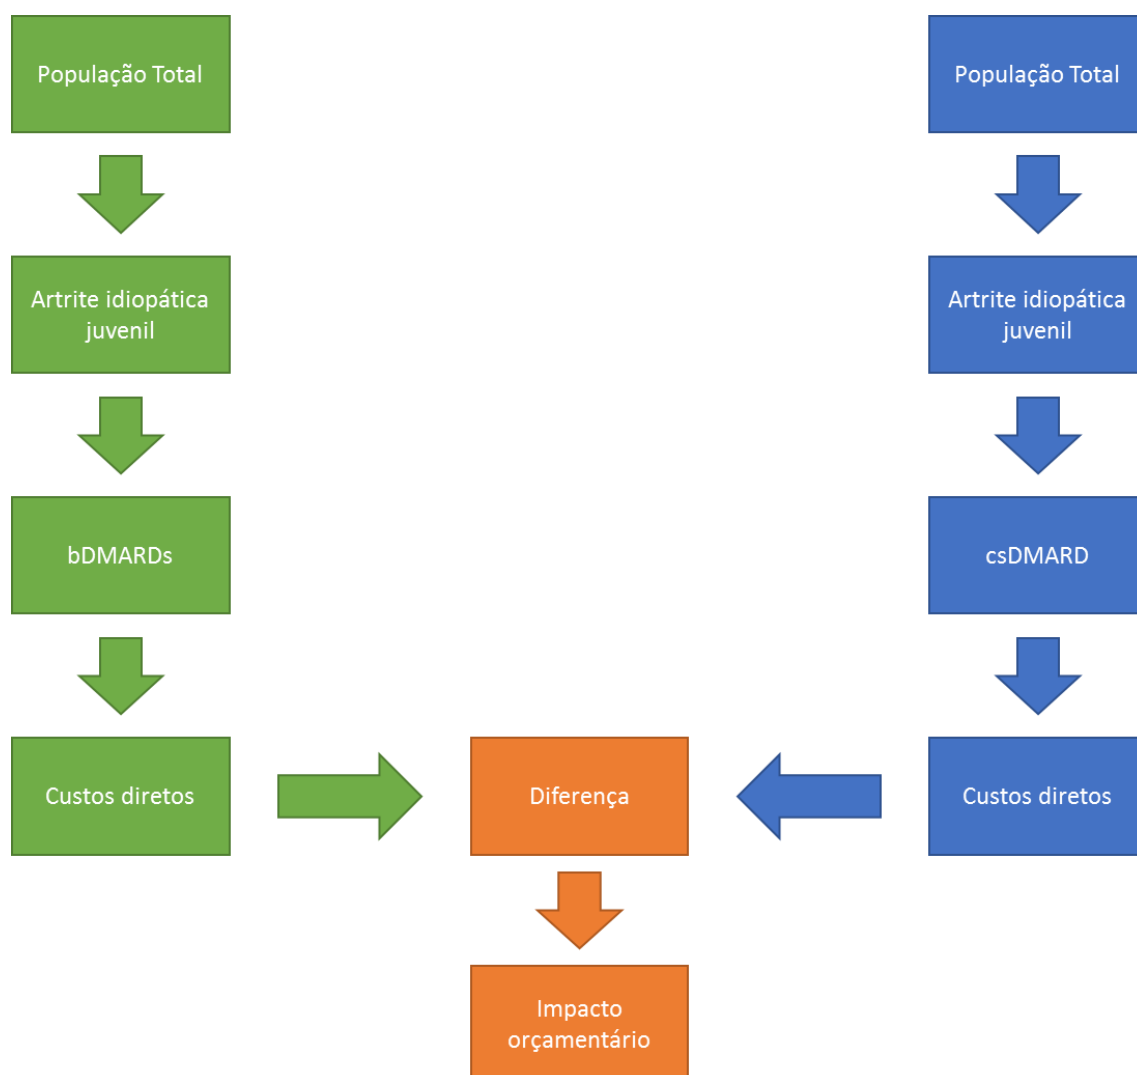 População Total
População Total
Artrite idiopática
juvenil
Artrite idiopática
juvenil
bDMARDs
csDMARD
Custos diretos
Diferença
Custos diretos
Impacto
orçamentário